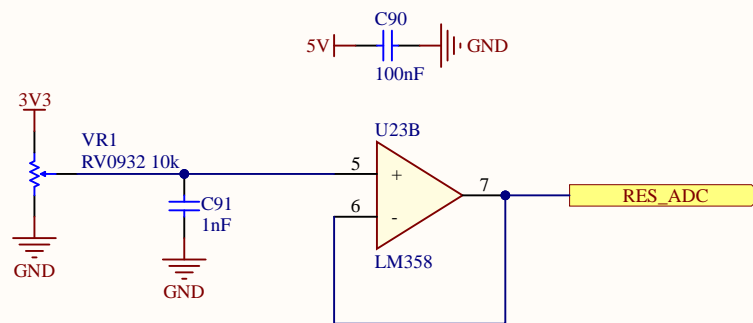 C90
5V
GND
100nF
3V3
VR1
RV0932 10k
U23B
5
+
7
RES_ADC
C91
1nF
6
-
LM358
GND
GND